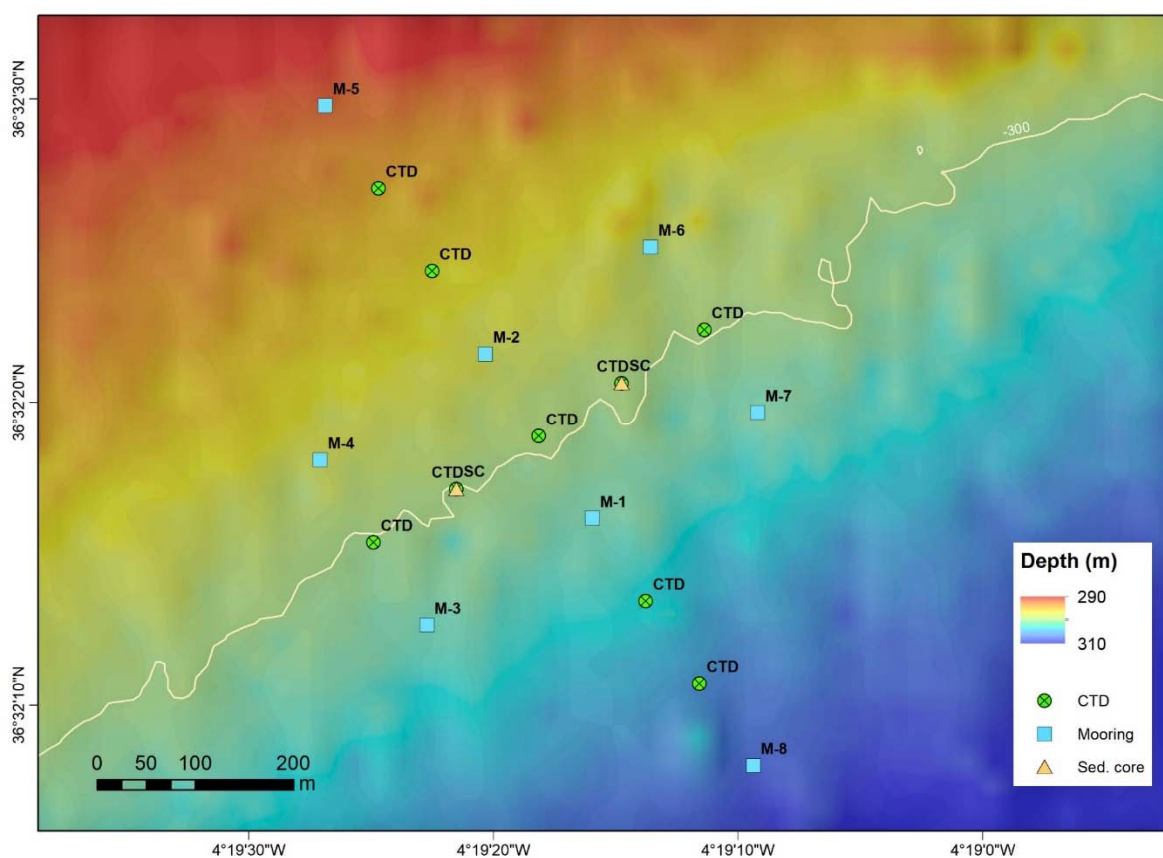 36°32'30"N
36°32'20"N
36°32'10"N
M-5
CTD
-300
CTD
M-6
CTD
M-2
CTDSC
M-7
CTD
M-4
CTDSC
M-1
CTD
CTD
M-3
CTD
M-8
Depth (m)
290
310
CTD
Mooring
Sed. core
0 50 100 200
m
4°19'30"W 4°19'20"W 4°19'10"W 4°19'0"W